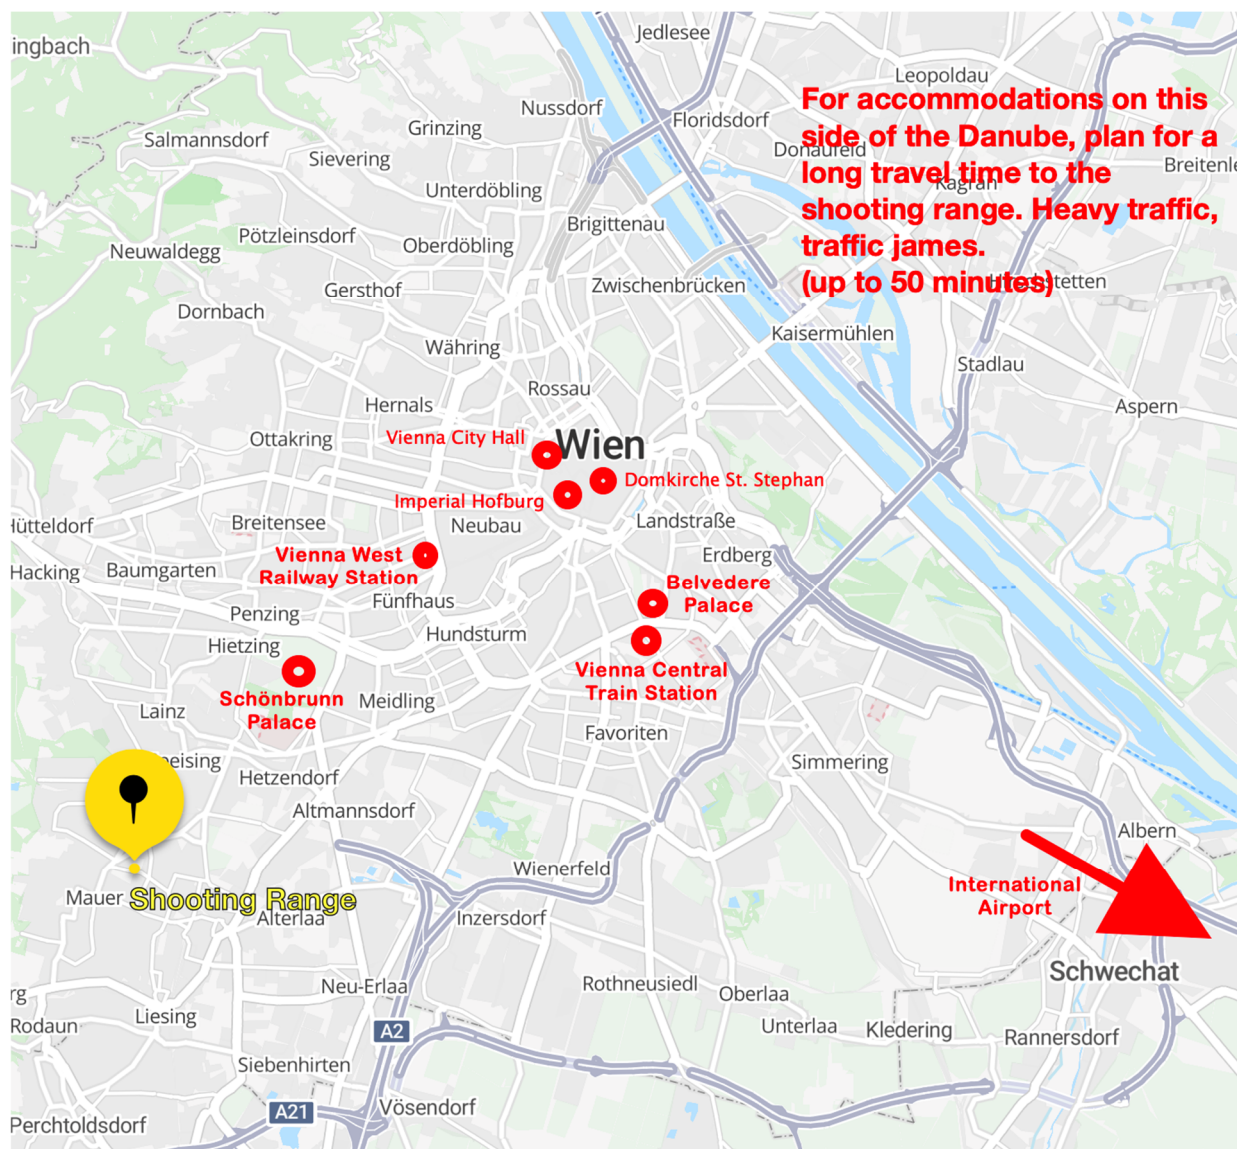 Jedlesee
ingbach
Leopoldau
For accommodations on this
side of the Danube, plan for a
long travel time to the
shooting range. Heavy traffic,
traffic james.
(up to 50 minutes)
Nussdorf
Floridsdorf
Grinzing
Salmannsdorf
Donaufeld
Sievering
Breitenle
Kagran
Unterdöbling
Brigittenau
Pötzleinsdorf
Oberdöbling
Neuwaldegg
Zwischenbrücken
Gersthof
Dornbach
Kaisermühlen
Währing
Stadlau
Rossau
Hernals
Aspern
Ottakring
Vienna City Hall
Wien
Domkirche St. Stephan
Imperial Hofburg
Breitensee
Neubau
Landstraße
Hütteldorf
Vienna West
Railway Station
Erdberg
Hacking
Baumgarten
Belvedere
Palace
Fünfhaus
Penzing
Hundsturm
Hietzing
Vienna Central
Train Station
Schönbrunn
Palace
Meidling
Lainz
Favoriten
eising
Simmering
Hetzendorf
Altmannsdorf
Albern
Wienerfeld
International
Airport
Mauer
Shooting Range
Alterlaa
Inzersdorf
Schwechat
Neu-Erlaa
Rothneusiedl
Oberlaa
rg
Liesing
Rodaun
A2
Unterlaa
Kledering
Rannersdorf
Siebenhirten
A21
Vösendorf
Perchtoldsdorf